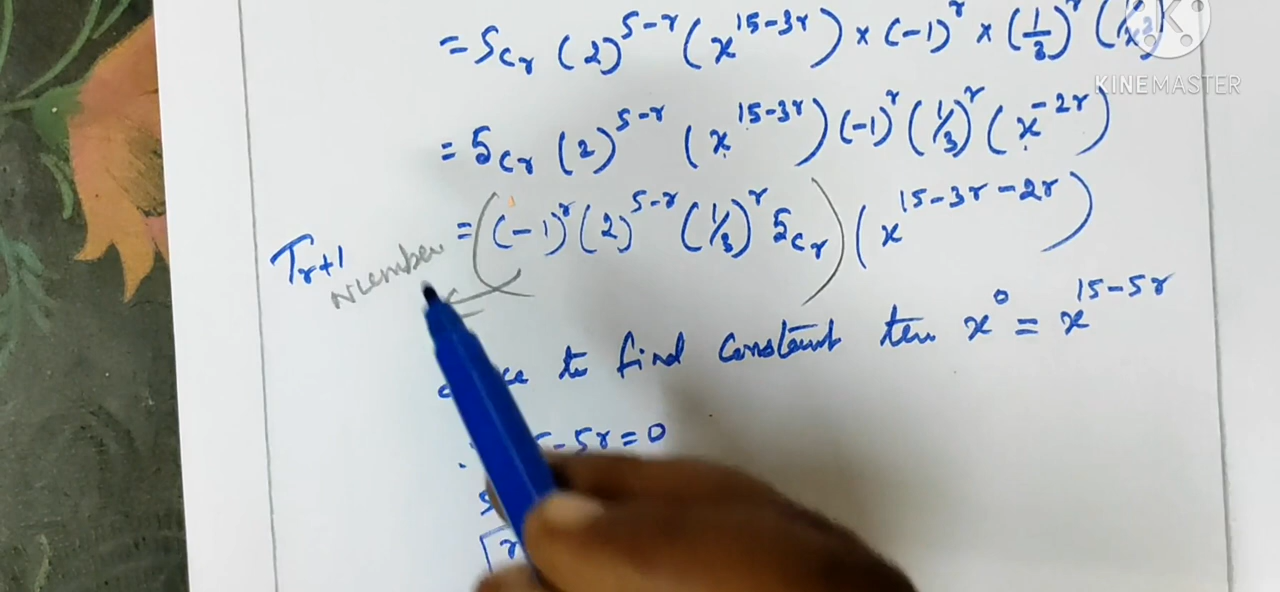 = 5Cᵣ (2)^5-r (x^15-3r) × (-1)^r × (1/3)^r
KINEMASTER
= 5Cᵣ (2)^5-r (x^15-3r) (-1)^r (1/3)^r (x^-2r)
Tr+1 = ((-1)^r (2)^5-r (1/3)^r 5Cᵣ) (x^15-3r-2r)
Number
to find constant x^0 = x^15-5r
-5r=0